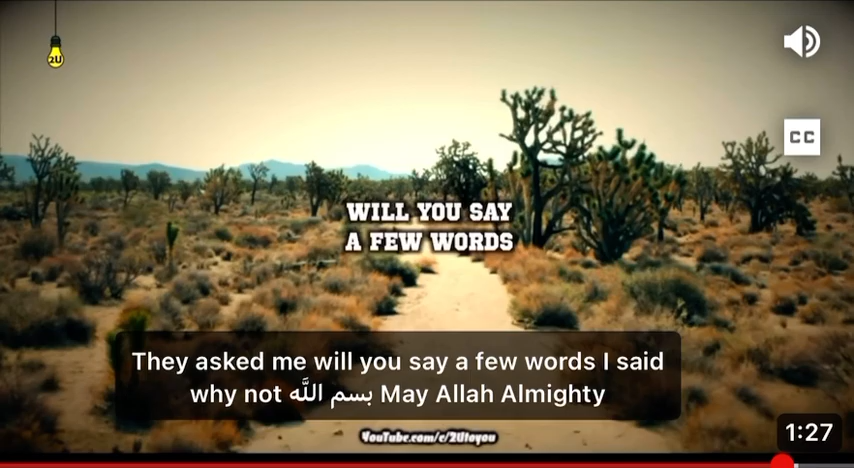 2U
CC
WILL YOU SAY
A FEW WORDS
They asked me will you say a few words I said
why not بسم اللَّه May Allah Almighty
YouTube.com/c/2Utoyou
1:27